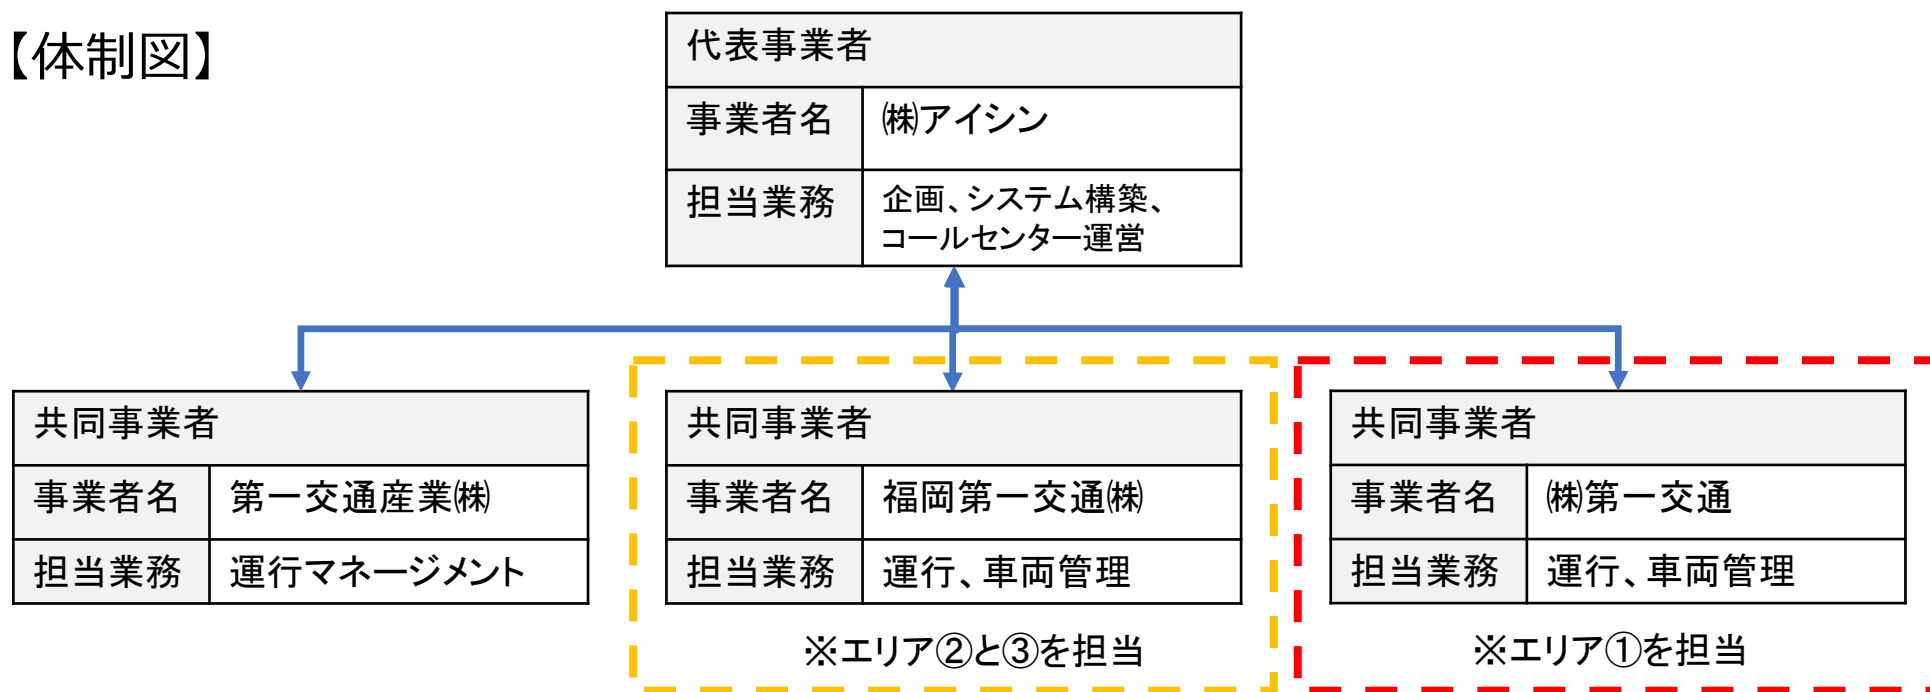 【体制図】
代表事業者
事業者名 ㈱アイシン
担当業務 企画、システム構築、
コールセンター運営
共同事業者
事業者名 第一交通産業㈱
担当業務 運行マネージメント
共同事業者
事業者名 福岡第一交通㈱
担当業務 運行、車両管理
※エリア②と③を担当
共同事業者
事業者名 ㈱第一交通
担当業務 運行、車両管理
※エリア①を担当